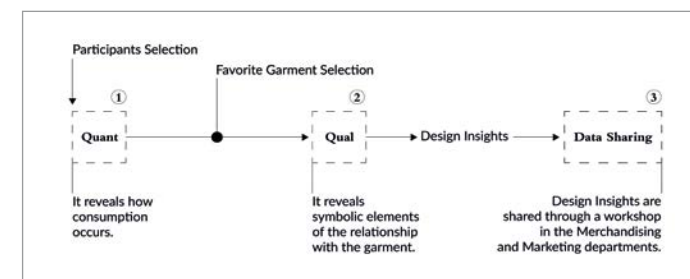 Participants Selection
Favorite Garment Selection
①
②
③
Quant
Qual
Design Insights
Data Sharing
It reveals how
consumption
occurs.
It reveals
symbolic elements
of the relationship
with the garment.
Design Insights are
shared through a workshop
in the Merchandising
and Marketing departments.